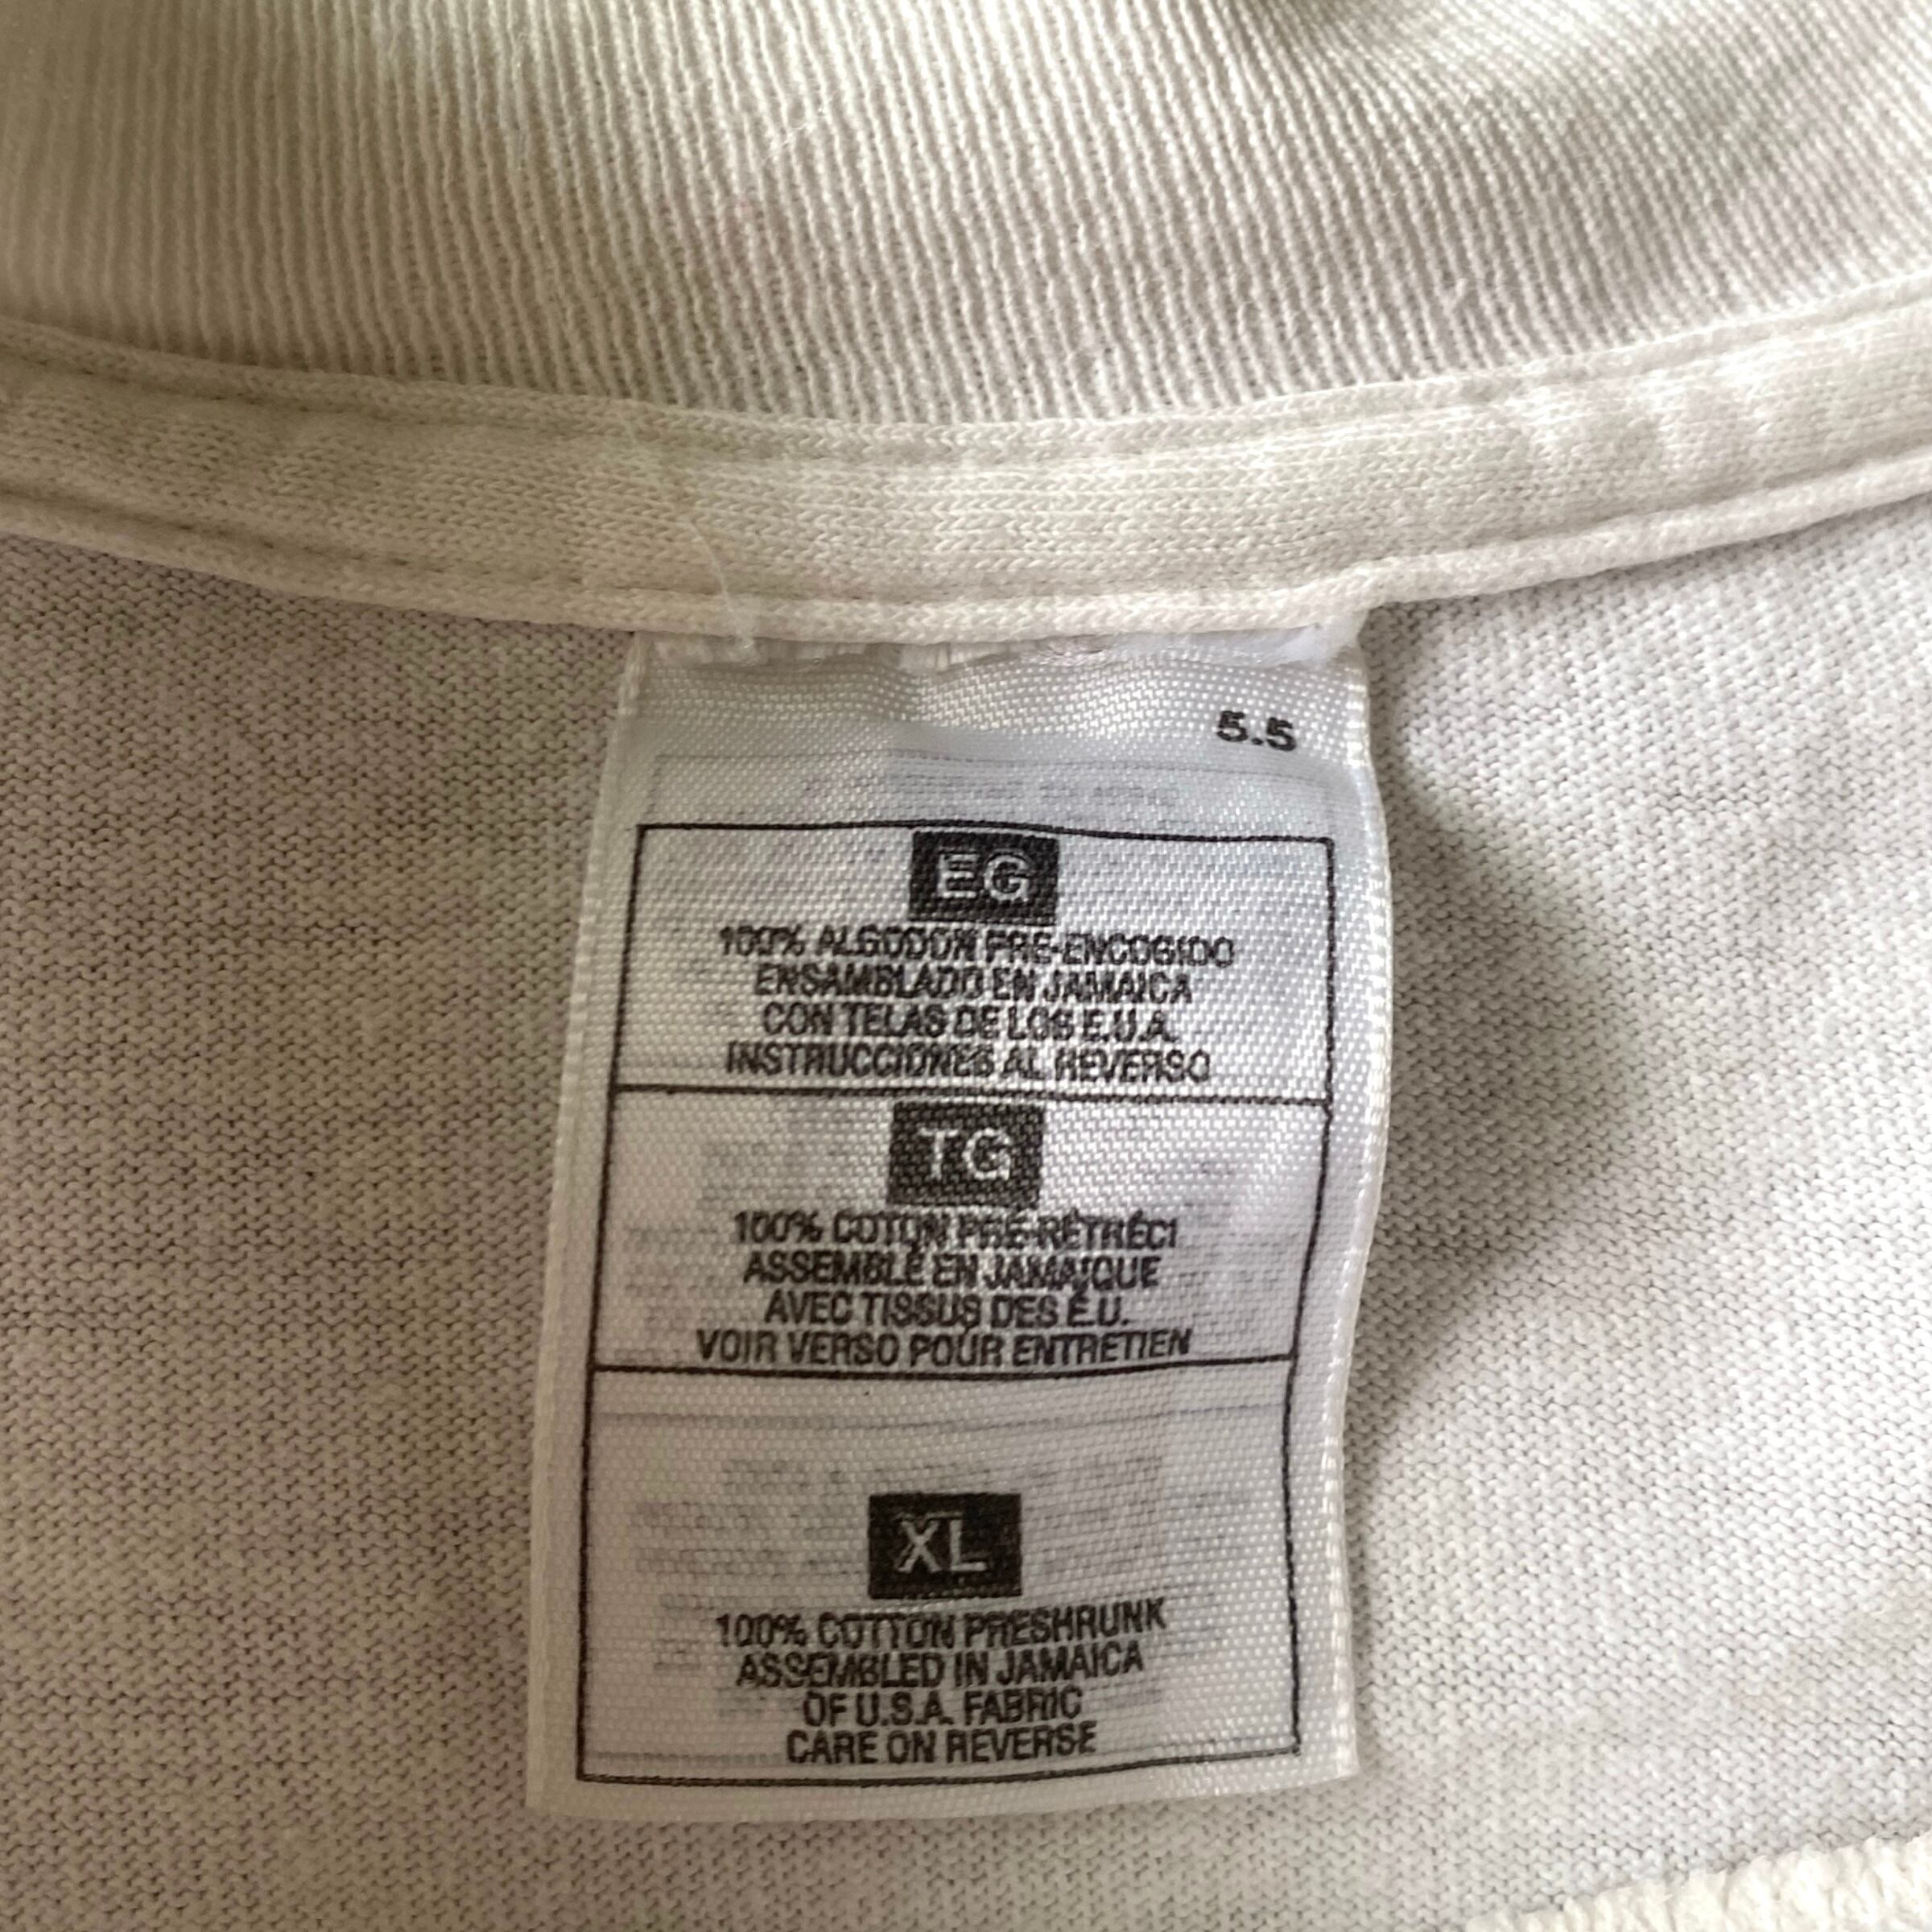 5.5
EG
100% ALGODON PRE-ENCOGIDO
ENSAMBLADO EN JAMAICA
CON TELAS DE LOS E.U.A.
INSTRUCCIONES AL REVERSO
TG
100% COTON PRÉ-RÉTRÉCI
ASSEMBLÉ EN JAMAÏQUE
AVEC TISSUS DES É.U.
VOIR VERSO POUR ENTRETIEN
XL
100% COTTON PRESHRUNK
ASSEMBLED IN JAMAICA
OF U.S.A. FABRIC
CARE ON REVERSE